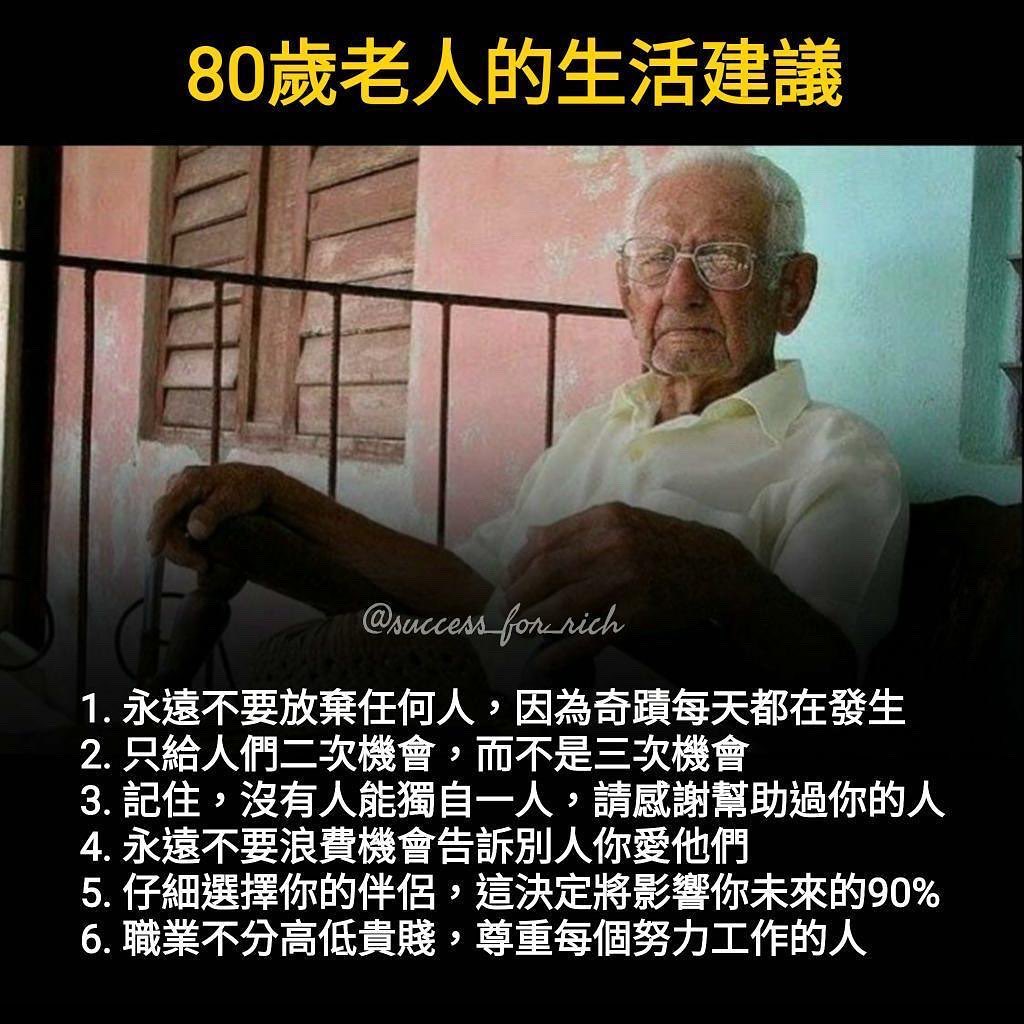 80歲老人的生活建議
@success_for_rich
1. 永遠不要放棄任何人，因為奇蹟每天都在發生
2. 只給人們二次機會，而不是三次機會
3. 記住，沒有人能獨自一人，請感謝幫助過你的人
4. 永遠不要浪費機會告訴別人你愛他們
5. 仔細選擇你的伴侶，這決定將影響你未來的90%
6. 職業不分高低貴賤，尊重每個努力工作的人